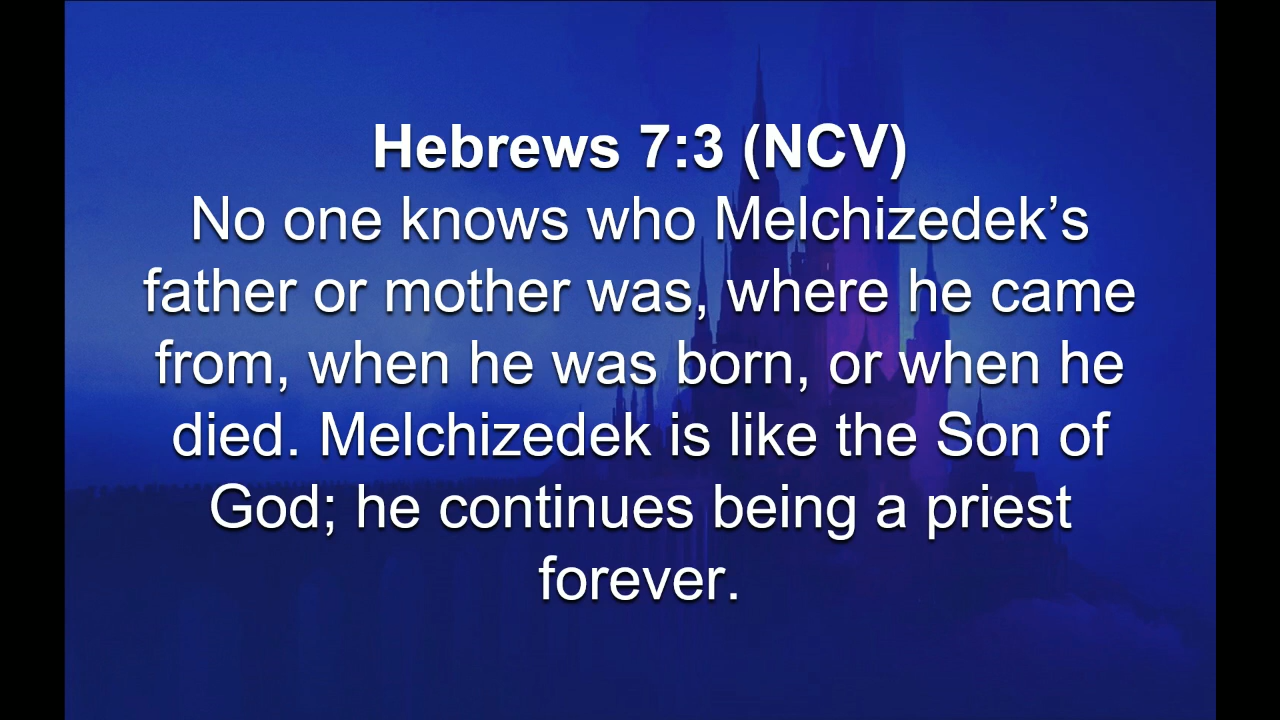 Hebrews 7:3 (NCV)
No one knows who Melchizedek’s
father or mother was, where he came
from, when he was born, or when he
died. Melchizedek is like the Son of
God; he continues being a priest
forever.